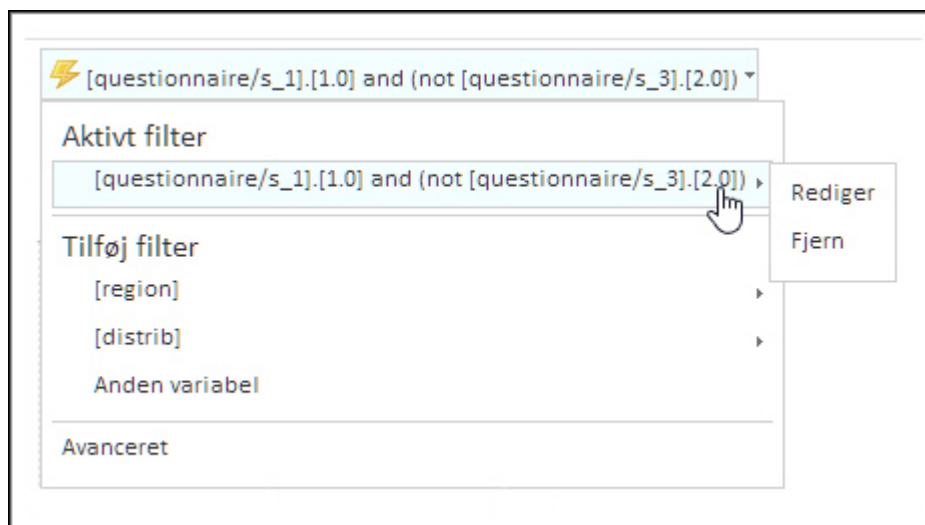 [questionnaire/s_1].[1.0] and (not [questionnaire/s_3].[2.0])
Aktivt filter
[questionnaire/s_1].[1.0] and (not [questionnaire/s_3].[2.0])
Rediger
Fjern
Tilføj filter
[region]
[distrib]
Anden variabel
Avanceret